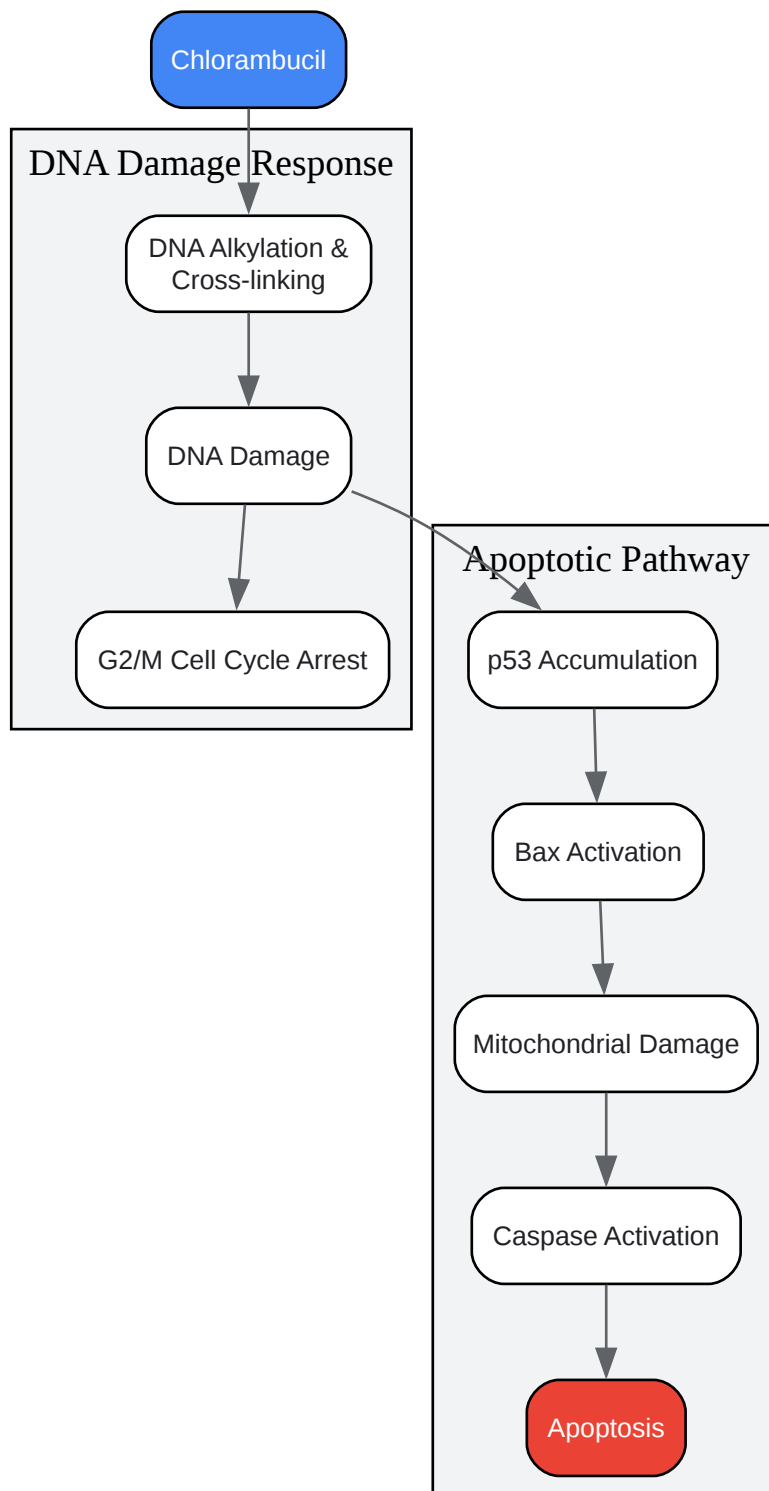 Chlorambucil
DNA Damage Response
DNA Alkylation &
Cross-linking
DNA Damage
G2/M Cell Cycle Arrest
Apoptotic Pathway
p53 Accumulation
Bax Activation
Mitochondrial Damage
Caspase Activation
Apoptosis